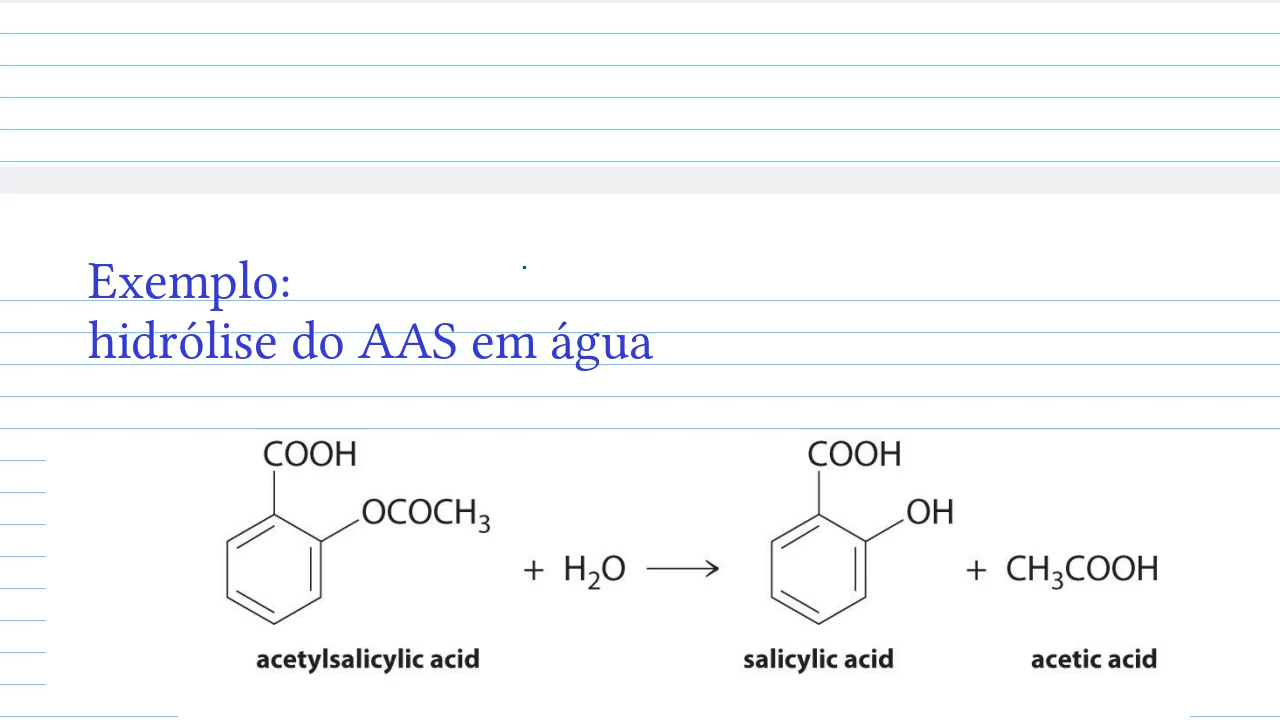 Exemplo:
hidrólise do AAS em água
COOH
OCOCH₃
+ H₂O ⟶
COOH
OH
+ CH₃COOH
acetylsalicylic acid
salicylic acid
acetic acid